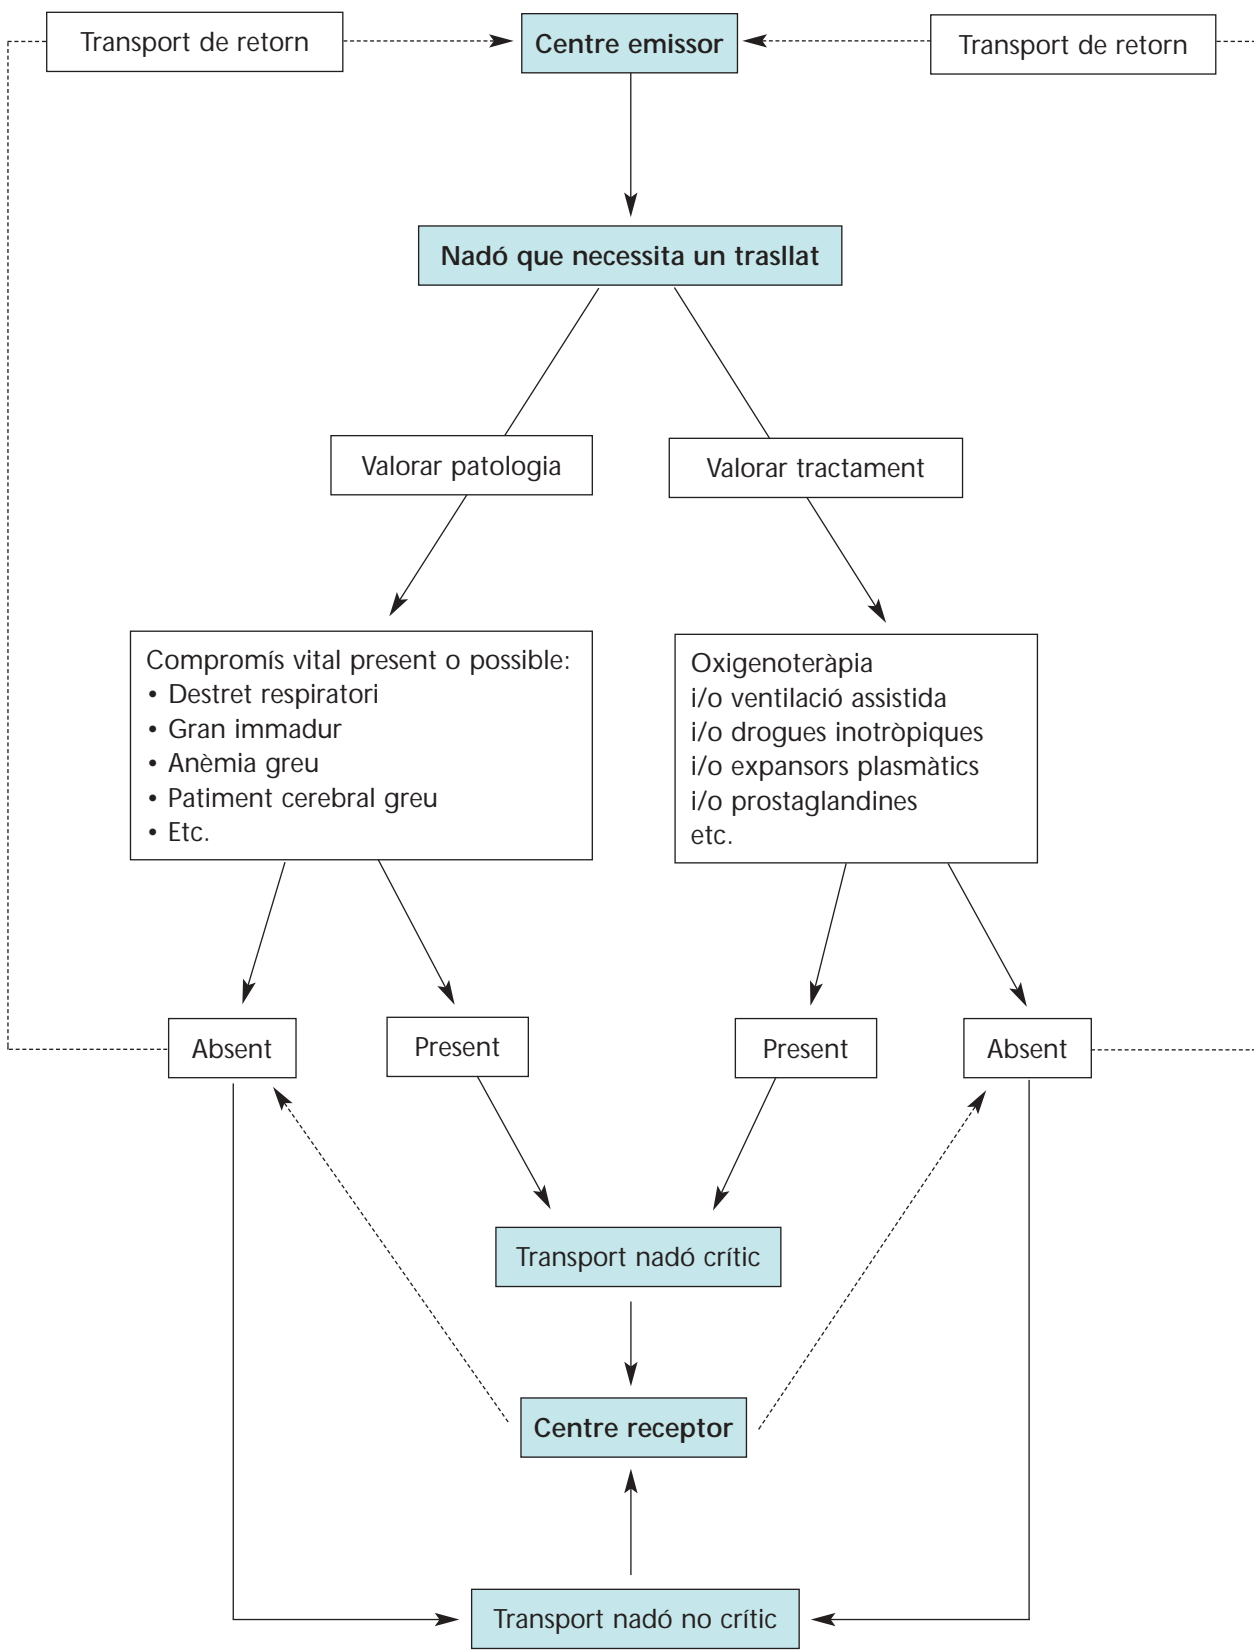 Transport de retorn
Centre emissor
Transport de retorn
Nadó que necessita un trasllat
Valorar patologia
Valorar tractament
Compromís vital present o possible:
• Destret respiratori
• Gran immadur
• Anèmia greu
• Patiment cerebral greu
• Etc.
Oxigenoteràpia
i/o ventilació assistida
i/o drogues inotròpiques
i/o expansors plasmàtics
i/o prostaglandines
etc.
Absent
Present
Present
Absent
Transport nadó crític
Centre receptor
Transport nadó no crític